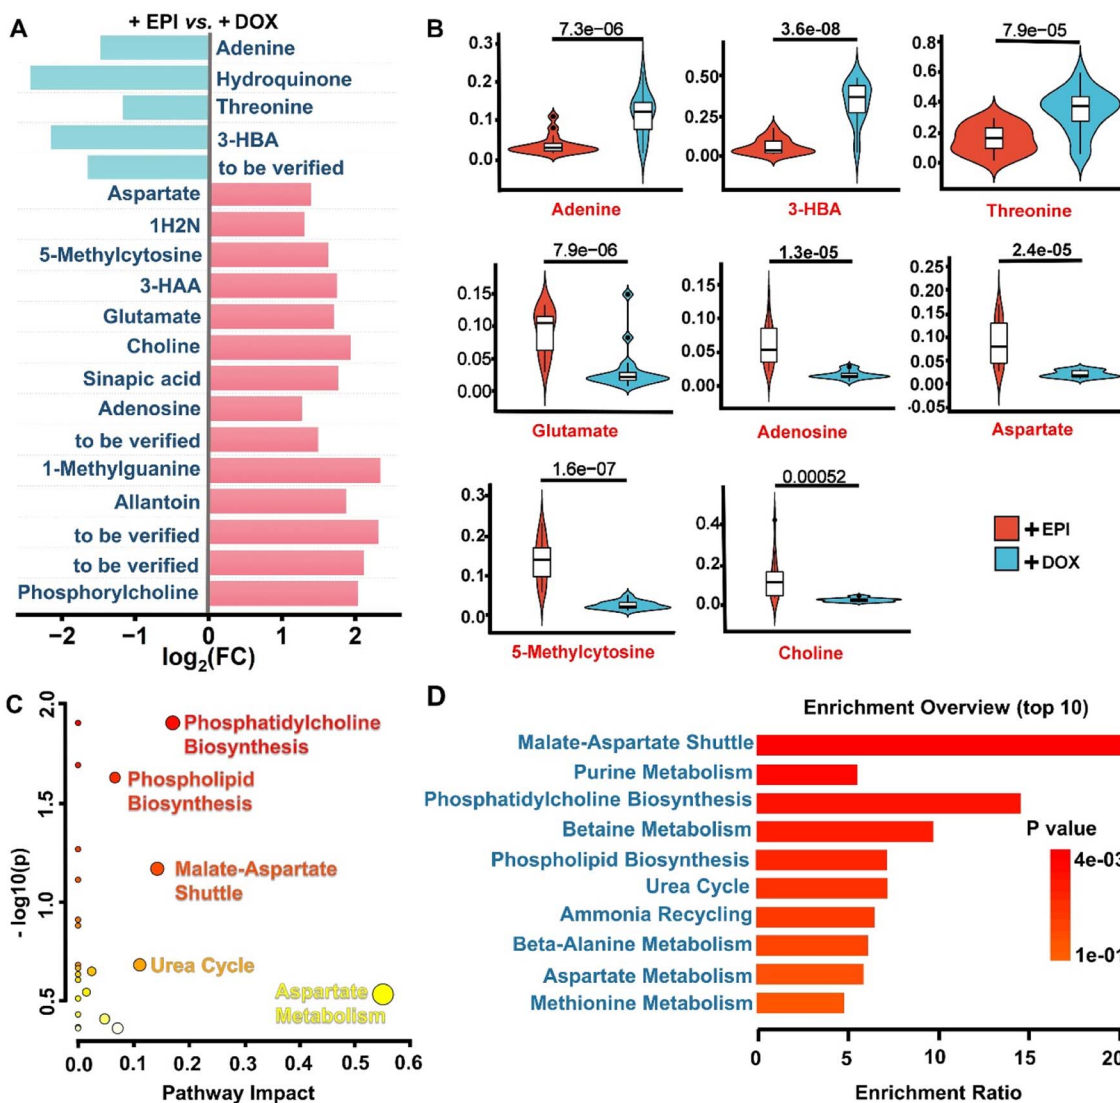 A
+ EPI vs. + DOX
Adenine
Hydroquinone
Threonine
3-HBA
to be verified
Aspartate
1H2N
5-Methylcytosine
3-HAA
Glutamate
Choline
Sinapic acid
Adenosine
to be verified
1-Methylguanine
Allantoin
to be verified
to be verified
Phosphorylcholine
−2 −1 0 1 2
log2(FC)
B
7.3e−06
0.3
0.2
0.1
0.0
Adenine
3.6e−08
0.50
0.25
0.00
3-HBA
7.9e−05
0.8
0.6
0.4
0.2
0.0
Threonine
7.9e−06
0.15
0.10
0.05
0.00
Glutamate
1.3e−05
0.15
0.10
0.05
0.00
Adenosine
2.4e−05
0.25
0.20
0.15
0.10
0.05
0.00
-0.05
Aspartate
1.6e−07
0.3
0.2
0.1
0.0
5-Methylcytosine
0.00052
0.4
0.2
0.0
Choline
+EPI
+DOX
C
2.0
1.5
1.0
0.5
- log10(p)
Phosphatidylcholine
Biosynthesis
Phospholipid
Biosynthesis
Malate-Aspartate
Shuttle
Urea Cycle
Aspartate
Metabolism
0.0 0.1 0.2 0.3 0.4 0.5 0.6
Pathway Impact
D
Enrichment Overview (top 10)
Malate-Aspartate Shuttle
Purine Metabolism
Phosphatidylcholine Biosynthesis
Betaine Metabolism
Phospholipid Biosynthesis
Urea Cycle
Ammonia Recycling
Beta-Alanine Metabolism
Aspartate Metabolism
Methionine Metabolism
P value
4e-03
1e-01
0 5 10 15 20
Enrichment Ratio